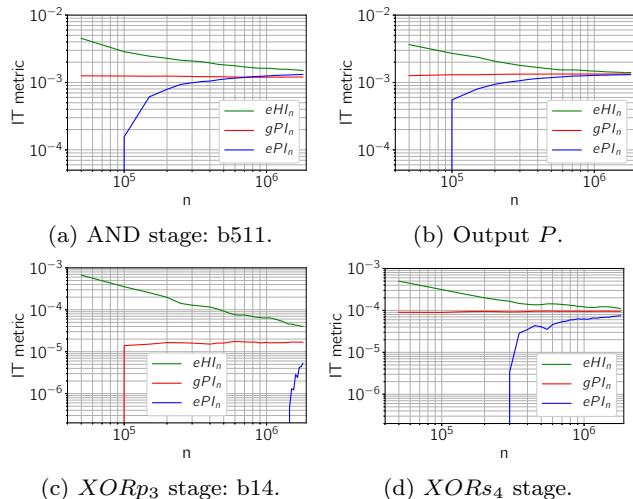 10⁻²
10⁻³
10⁻⁴
IT metric
eHIₙ
gPIₙ
ePIₙ
10⁵
10⁶
n
(a) AND stage: b511.
10⁻²
10⁻³
10⁻⁴
IT metric
eHIₙ
gPIₙ
ePIₙ
10⁵
10⁶
n
(b) Output P.
10⁻³
10⁻⁴
10⁻⁵
10⁻⁶
IT metric
eHIₙ
gPIₙ
ePIₙ
10⁵
10⁶
n
(c) XORp₃ stage: b14.
10⁻³
10⁻⁴
10⁻⁵
10⁻⁶
IT metric
eHIₙ
gPIₙ
ePIₙ
10⁵
10⁶
n
(d) XORs₄ stage.